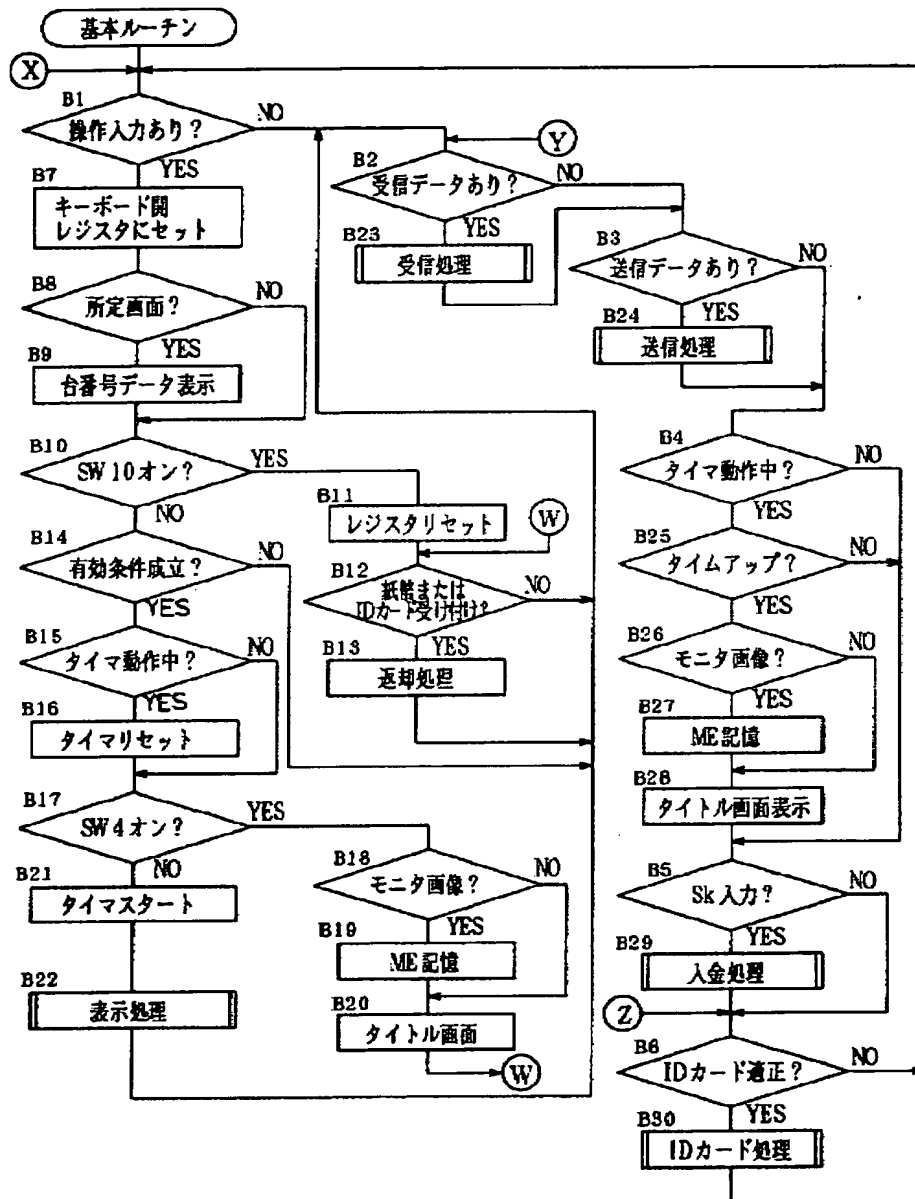 基本ルーチン
X
B1
操作入力あり?
NO
YES
B7
キーボード開
レジスタにセット
B8
所定画面?
NO
YES
B9
台番号データ表示
B10
SW10オン?
YES
NO
B14
有効条件成立?
NO
YES
B15
タイマ動作中?
NO
YES
B16
タイマリセット
B17
SW4オン?
YES
NO
B21
タイマスタート
B22
表示処理
B11
レジスタリセット
W
B12
紙幣または
IDカード受け付け?
NO
YES
B13
返却処理
B18
モニタ画像?
NO
YES
B19
ME記憶
B20
タイトル画面
W
Y
B2
受信データあり?
NO
YES
B23
受信処理
B3
送信データあり?
NO
YES
B24
送信処理
B4
タイマ動作中?
NO
YES
B25
タイムアップ?
NO
YES
B26
モニタ画像?
NO
YES
B27
ME記憶
B28
タイトル画面表示
B5
Sk入力?
NO
YES
B29
入金処理
Z
B6
IDカード適正?
NO
YES
B30
IDカード処理